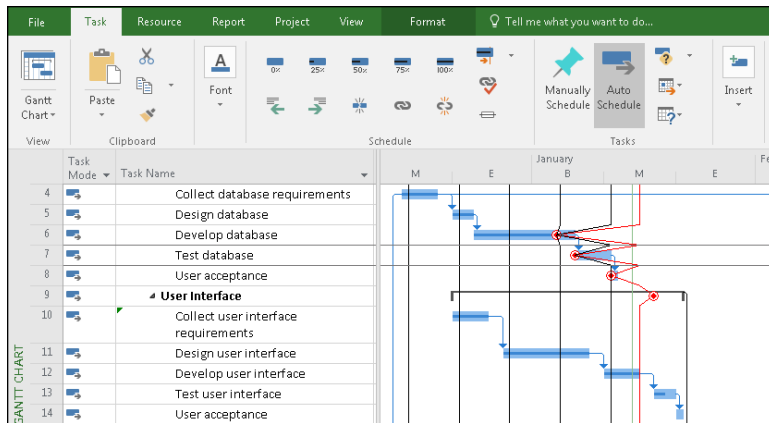 File Task Resource Report Project View Format Tell me what you want to do...
0% 25% 50% 75% 100%
Gantt Chart Paste Font Manually Schedule Auto Schedule Insert
View Clipboard Schedule Tasks
Task Mode Task Name January Fe
M E B M E
4 Collect database requirements
5 Design database
6 Develop database
7 Test database
8 User acceptance
9 User Interface
10 Collect user interface
requirements
11 Design user interface
12 Develop user interface
13 Test user interface
14 User acceptance
GANTT CHART